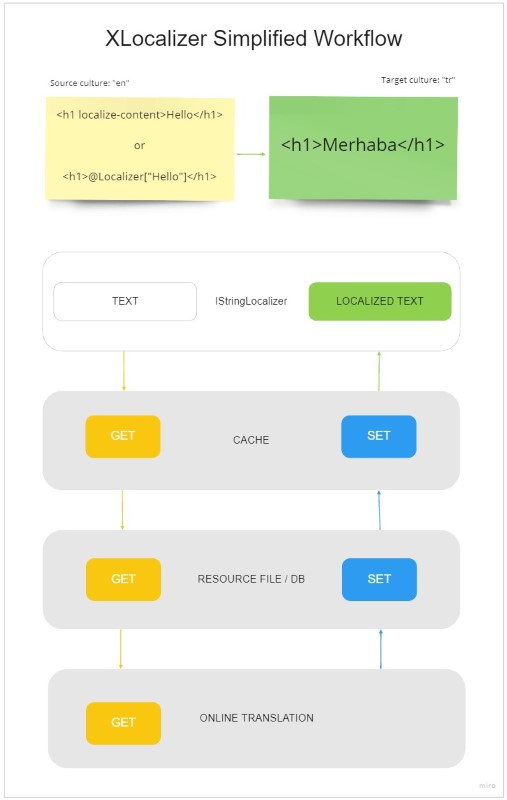 XLocalizer Simplified Workflow
Source culture: "en"
Target culture: "tr"
<h1 localize-content>Hello</h1>
or
<h1>@Localizer["Hello"]</h1>
<h1>Merhaba</h1>
TEXT
IStringLocalizer
LOCALIZED TEXT
GET
CACHE
SET
GET
RESOURCE FILE / DB
SET
GET
ONLINE TRANSLATION
miro